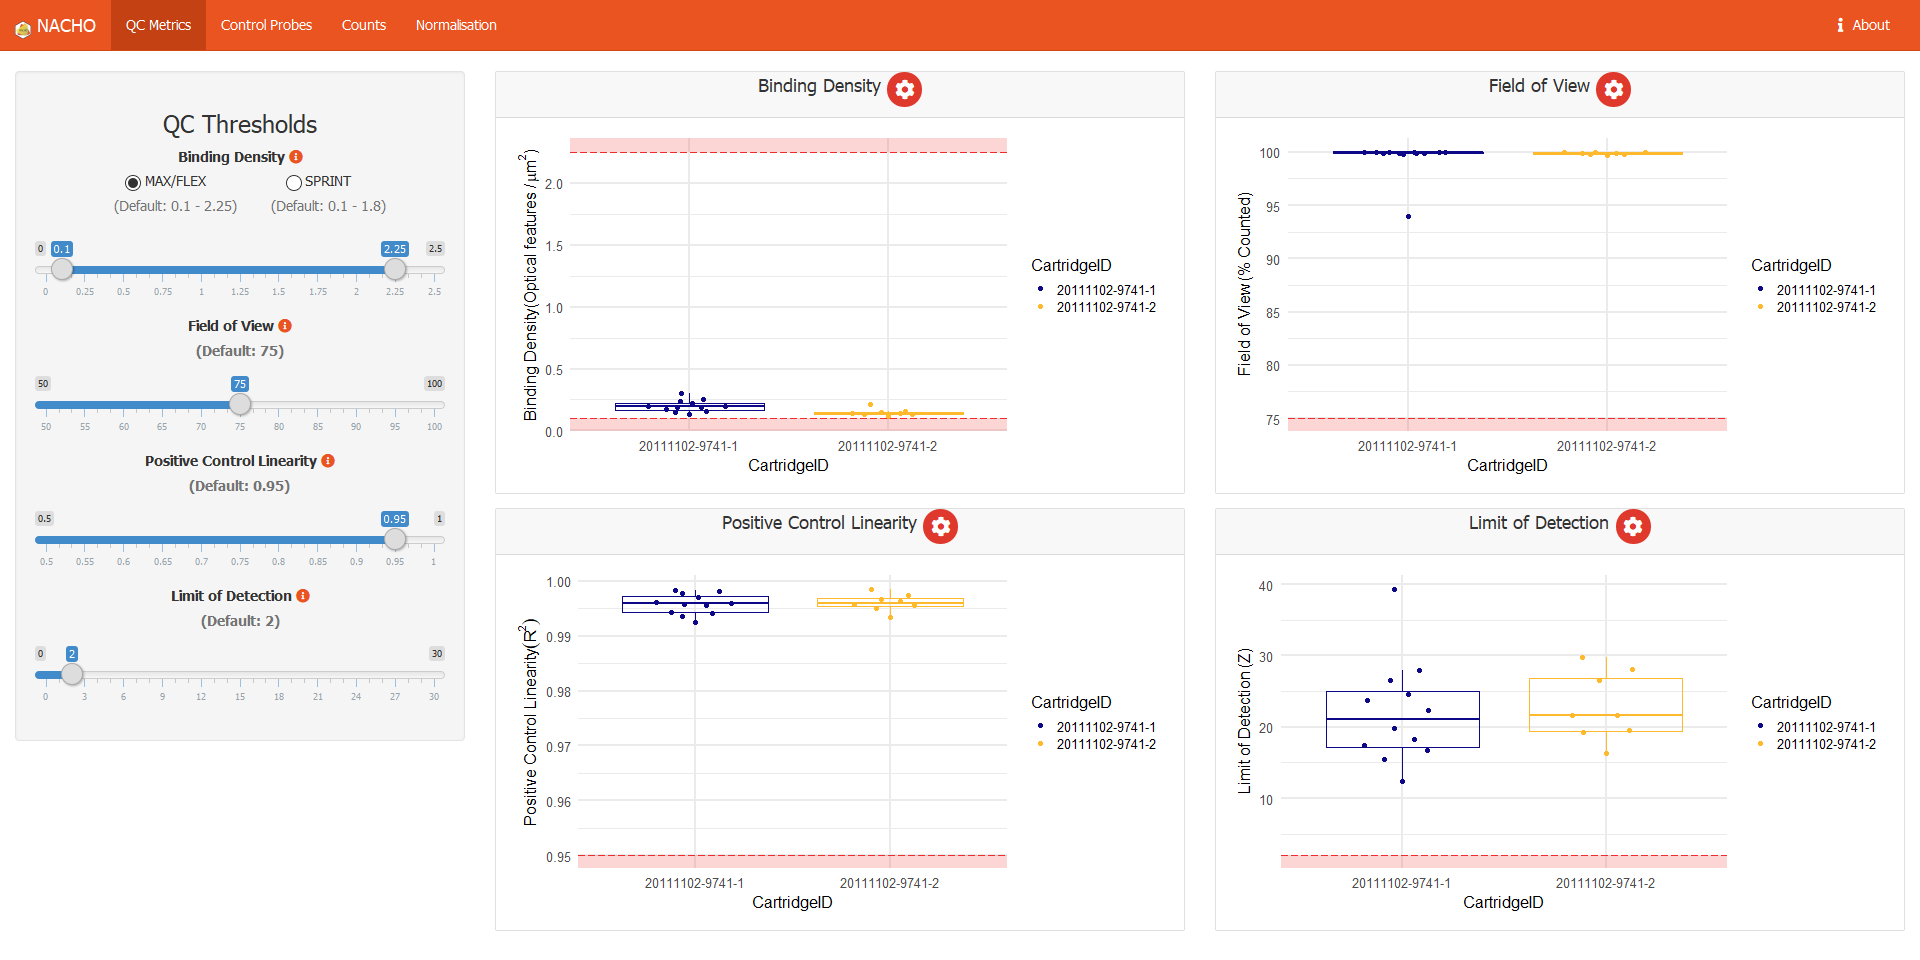 NACHO QC Metrics Control Probes Counts Normalisation About
QC Thresholds
Binding Density
MAX/FLEX SPRINT
(Default: 0.1 - 2.25) (Default: 0.1 - 1.8)
0 0.1 2.25 2.5
0 0.25 0.5 0.75 1 1.25 1.5 1.75 2 2.25 2.5
Field of View
(Default: 75)
50 75 100
50 55 60 65 70 75 80 85 90 95 100
Positive Control Linearity
(Default: 0.95)
0.5 0.95 1
0.5 0.55 0.6 0.65 0.7 0.75 0.8 0.85 0.9 0.95 1
Limit of Detection
(Default: 2)
0 2 30
0 3 6 9 12 15 18 21 24 27 30
Binding Density
Binding Density(Optical features /µm²)
2.0
1.5
1.0
0.5
0.0
20111102-9741-1 20111102-9741-2
CartridgeID
CartridgeID
20111102-9741-1
20111102-9741-2
Field of View
Field of View (% Counted)
100
95
90
85
80
75
20111102-9741-1 20111102-9741-2
CartridgeID
CartridgeID
20111102-9741-1
20111102-9741-2
Positive Control Linearity
Positive Control Linearity(R²)
1.00
0.99
0.98
0.97
0.96
0.95
20111102-9741-1 20111102-9741-2
CartridgeID
CartridgeID
20111102-9741-1
20111102-9741-2
Limit of Detection
Limit of Detection (Z)
40
30
20
10
20111102-9741-1 20111102-9741-2
CartridgeID
CartridgeID
20111102-9741-1
20111102-9741-2